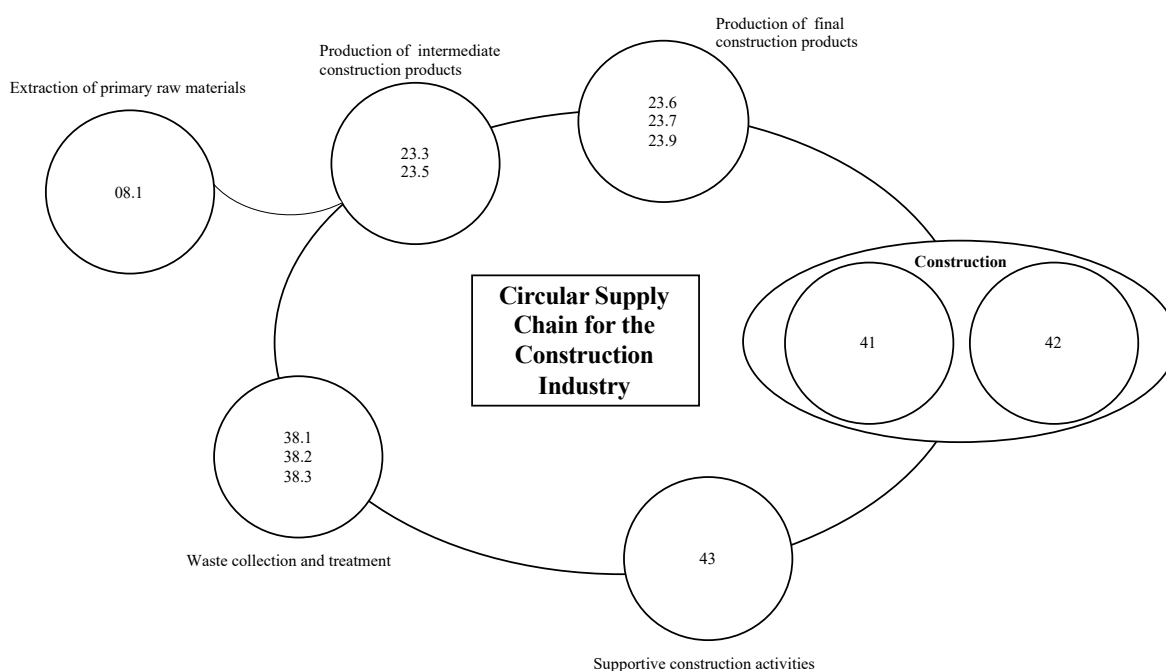 Extraction of primary raw materials
08.1
Production of intermediate
construction products
23.3
23.5
Production of final
construction products
23.6
23.7
23.9
Construction
41
42
Circular Supply
Chain for the
Construction
Industry
38.1
38.2
38.3
Waste collection and treatment
43
Supportive construction activities